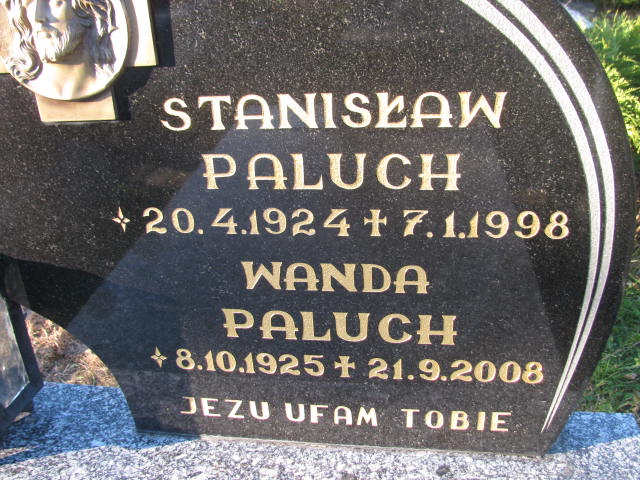 STANISŁAW
PALUCH
✧ 20.4.1924 ✝ 7.1.1998
WANDA
PALUCH
✧ 8.10.1925 ✝ 21.9.2008
JEZU UFAM TOBIE